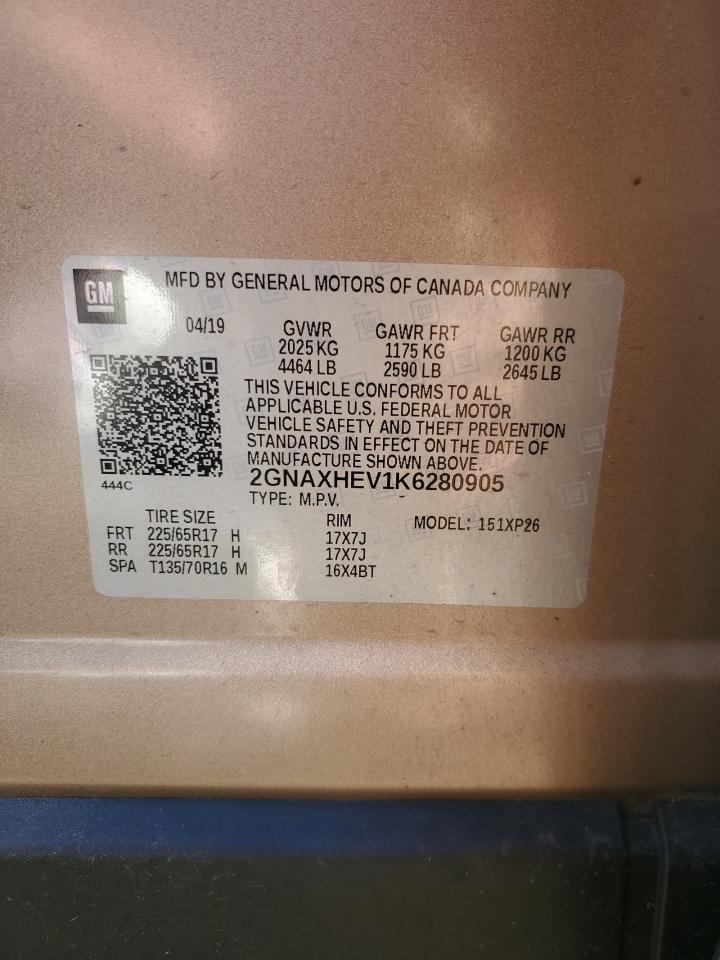 GM
MFD BY GENERAL MOTORS OF CANADA COMPANY
04/19 GVWR GAWR FRT GAWR RR
2025 KG 1175 KG 1200 KG
4464 LB 2590 LB 2645 LB
THIS VEHICLE CONFORMS TO ALL
APPLICABLE U.S. FEDERAL MOTOR
VEHICLE SAFETY AND THEFT PREVENTION
STANDARDS IN EFFECT ON THE DATE OF
MANUFACTURE SHOWN ABOVE.
444C
2GNAXHEV1K6280905
TYPE: M.P.V.
TIRE SIZE RIM MODEL: 151XP26
FRT 225/65R17 H 17X7J
RR 225/65R17 H 17X7J
SPA T135/70R16 M 16X4BT